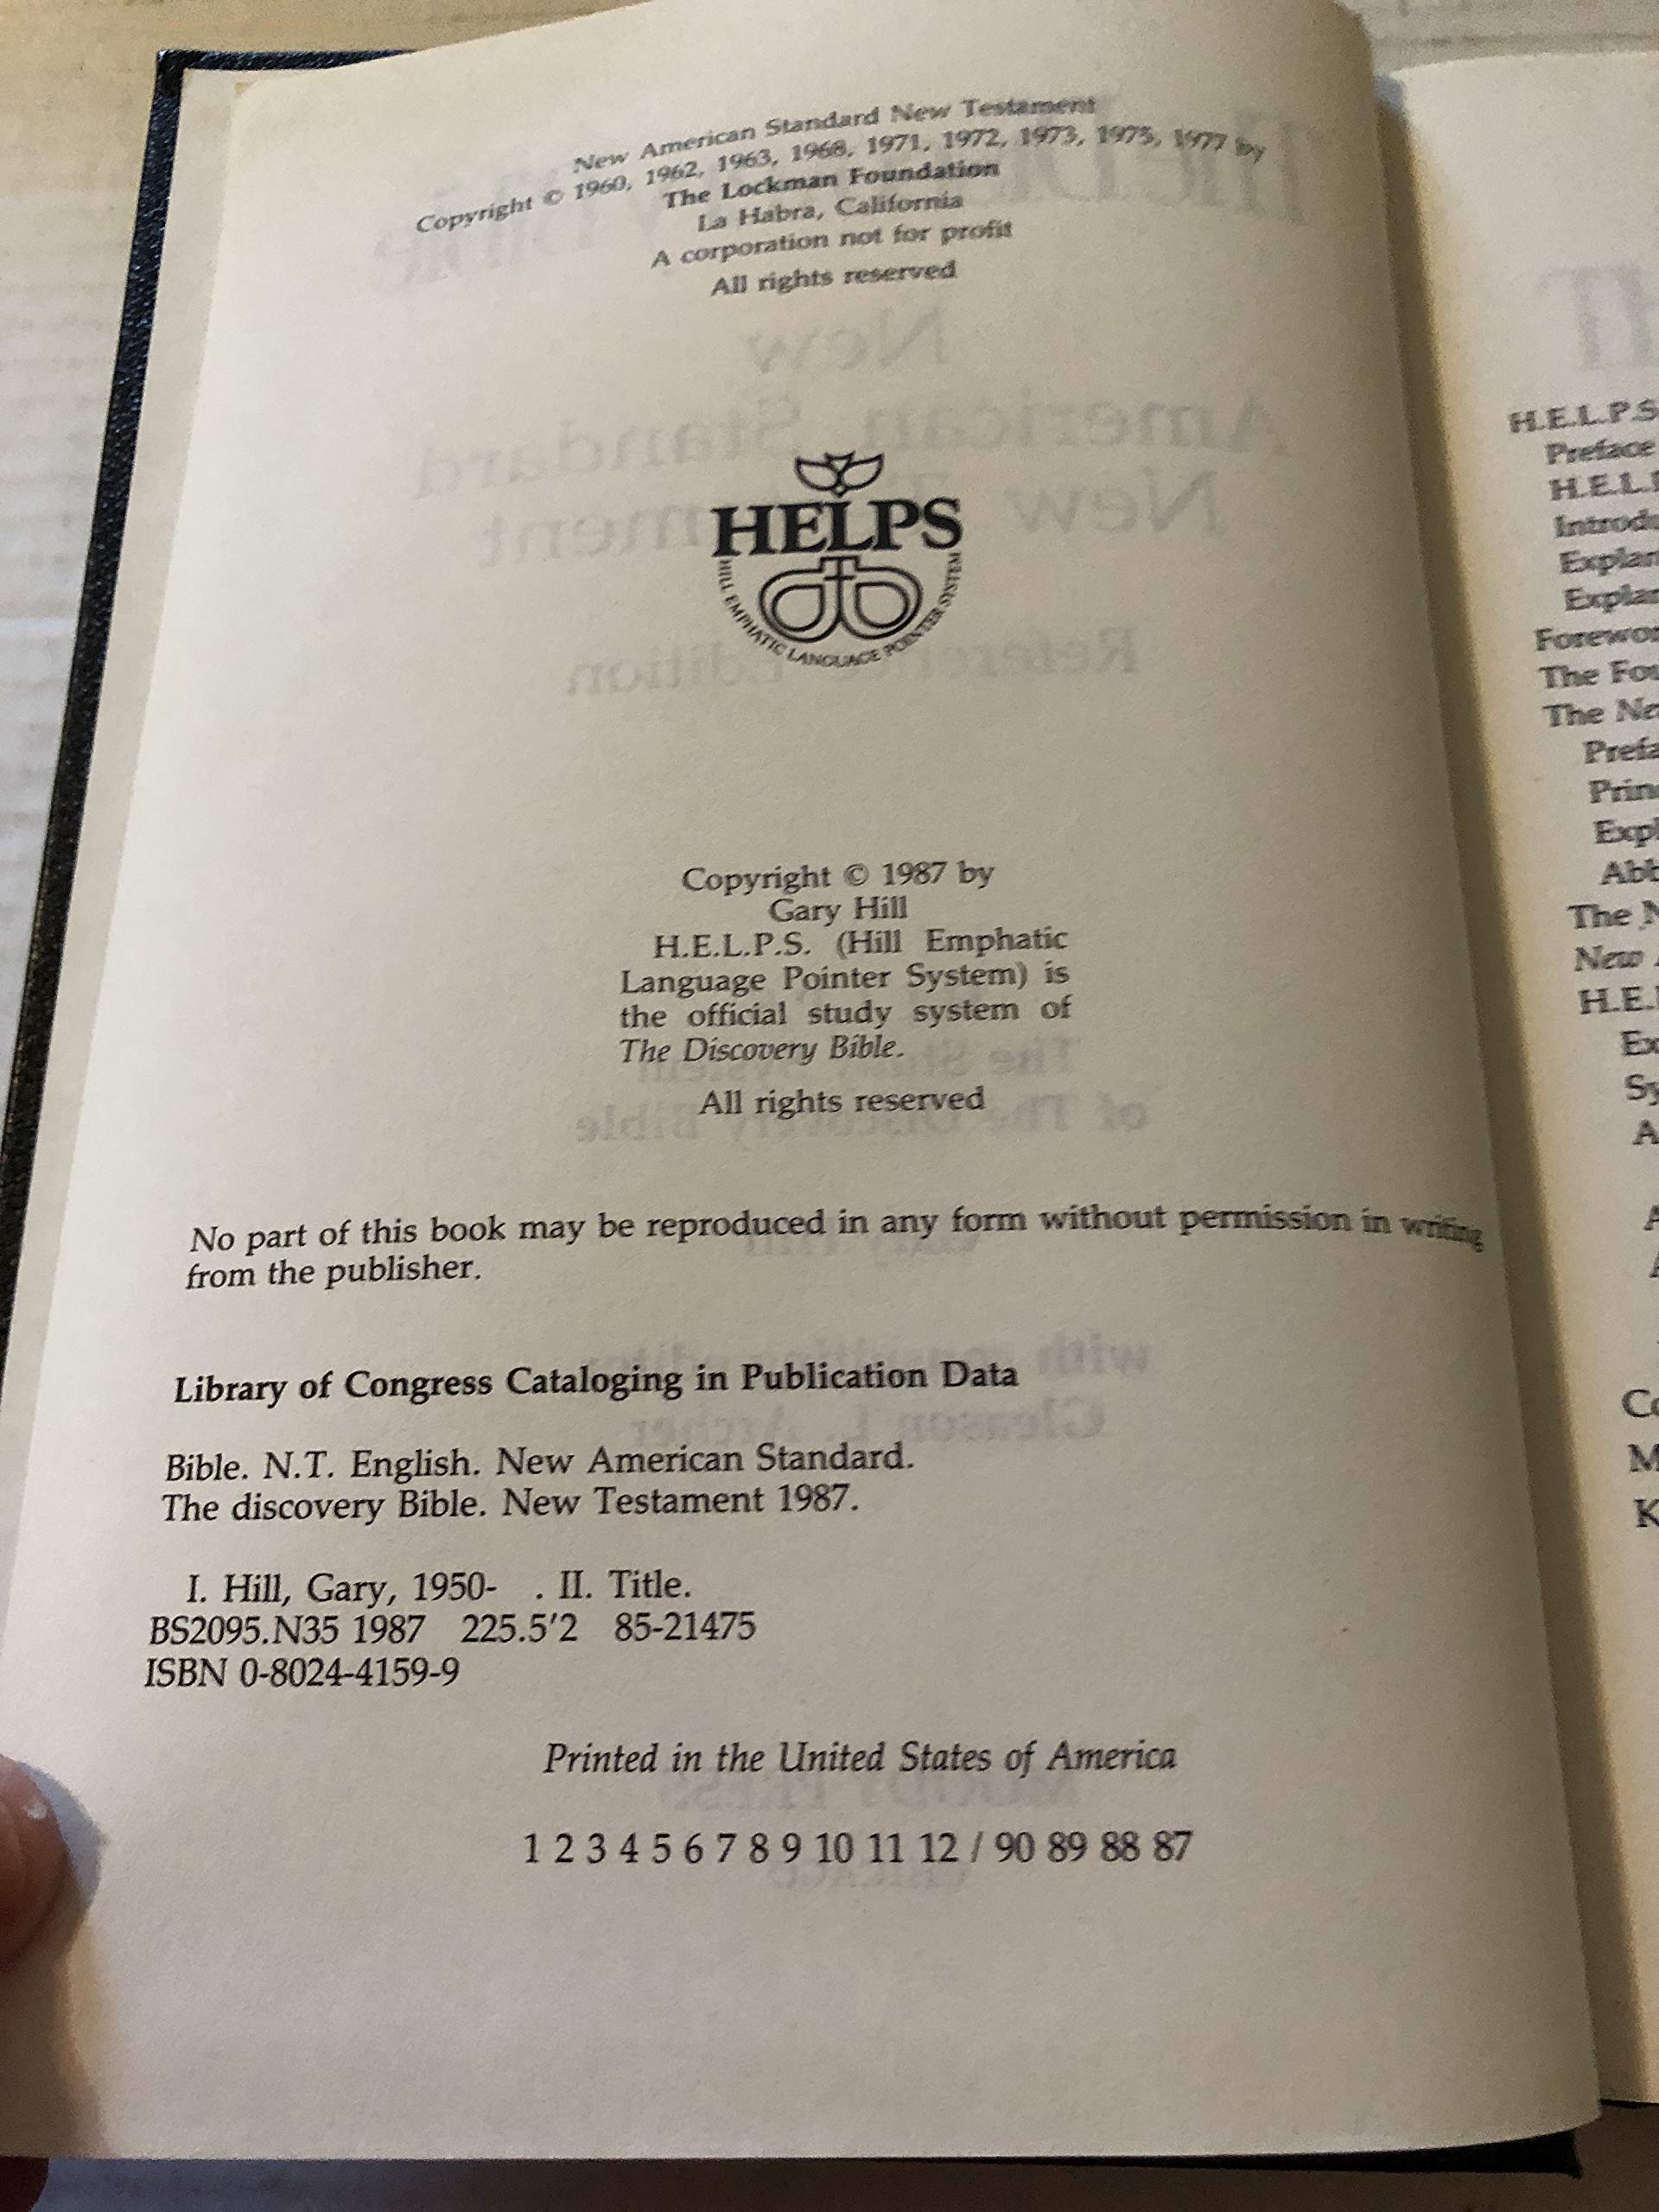 New American Standard New Testament
Copyright © 1960, 1962, 1963, 1968, 1971, 1972, 1973, 1975, 1977 by
The Lockman Foundation
La Habra, California
A corporation not for profit
All rights reserved
HELPS
HILL EMPHATIC LANGUAGE POINTER SYSTEM
Copyright © 1987 by
Gary Hill
H.E.L.P.S. (Hill Emphatic
Language Pointer System) is
the official study system of
The Discovery Bible.
All rights reserved
No part of this book may be reproduced in any form without permission in writing
from the publisher.
Library of Congress Cataloging in Publication Data
Bible. N.T. English. New American Standard.
The discovery Bible. New Testament 1987.
I. Hill, Gary, 1950- . II. Title.
BS2095.N35 1987 225.5'2 85-21475
ISBN 0-8024-4159-9
Printed in the United States of America
1 2 3 4 5 6 7 8 9 10 11 12 / 90 89 88 87
H.E.L.P.S
Preface
The
The
New
The